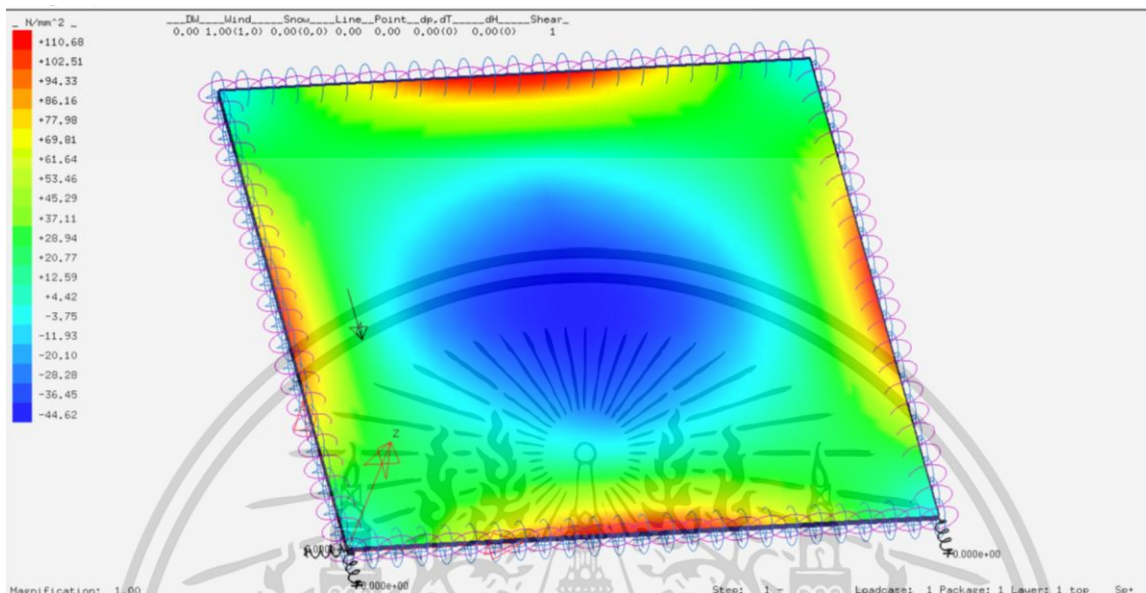 _ N/mm^2 _
___DW____Wind_____Snow____Line__Point__dp,dT_____dH____Shear_
0.00 1.00(1,0) 0.00(0,0) 0.00 0.00 0.00(0) 0.00(0) 1
+110.68
+102.51
+94.33
+86.16
+77.98
+69.81
+61.64
+53.46
+45.29
+37.11
+28.94
+20.77
+12.59
+4.42
-3.75
-11.93
-20.10
-28.28
-36.45
-44.62
Z
0.000e+00
0.000e+00
Magnification: 1.00
Step: 1 -
Loadcase: 1 Package: 1 Layer: 1 top